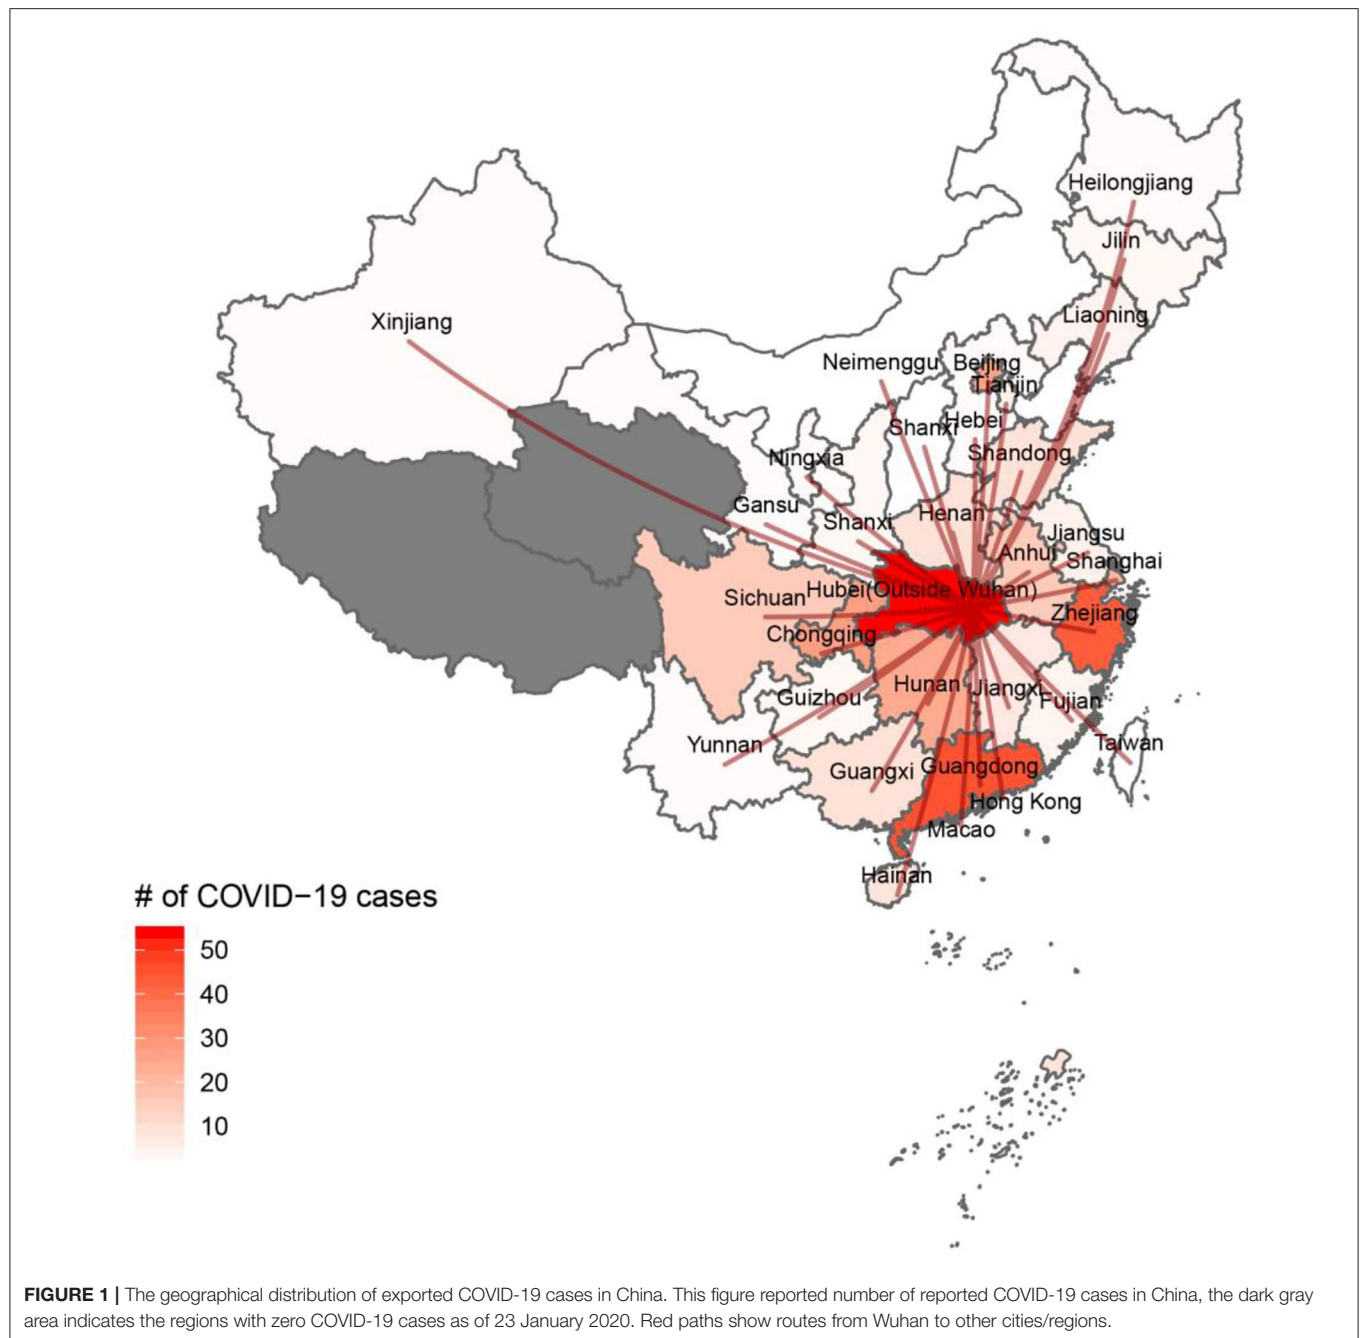 Heilongjiang
Jilin
Liaoning
Xinjiang
Neimenggu
Beijing
Tianjin
Hebei
Shanxi
Shandong
Ningxia
Gansu
Shanxi
Henan
Jiangsu
Anhui
Shanghai
Sichuan
Hubei(Outside Wuhan)
Zhejiang
Chongqing
Hunan
Jiangxi
Guizhou
Fujian
Yunnan
Taiwan
Guangxi
Guangdong
Hong Kong
Macao
Hainan
# of COVID−19 cases
50
40
30
20
10
FIGURE 1 | The geographical distribution of exported COVID-19 cases in China. This figure reported number of reported COVID-19 cases in China, the dark gray
area indicates the regions with zero COVID-19 cases as of 23 January 2020. Red paths show routes from Wuhan to other cities/regions.